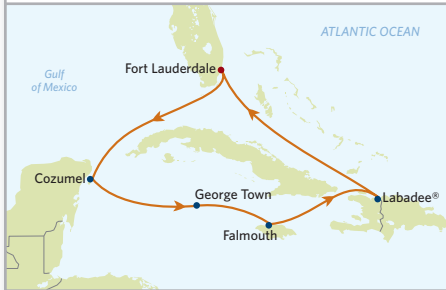 ATLANTIC OCEAN
Fort Lauderdale
Gulf
of Mexico
Cozumel
George Town
Labadee®
Falmouth